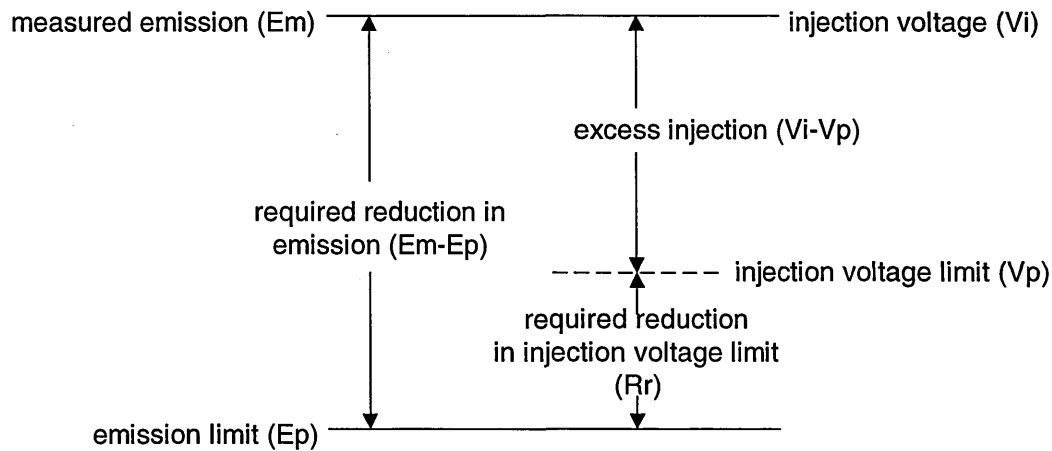 measured emission (Em)
injection voltage (Vi)
excess injection (Vi-Vp)
required reduction in
emission (Em-Ep)
injection voltage limit (Vp)
required reduction
in injection voltage limit
(Rr)
emission limit (Ep)